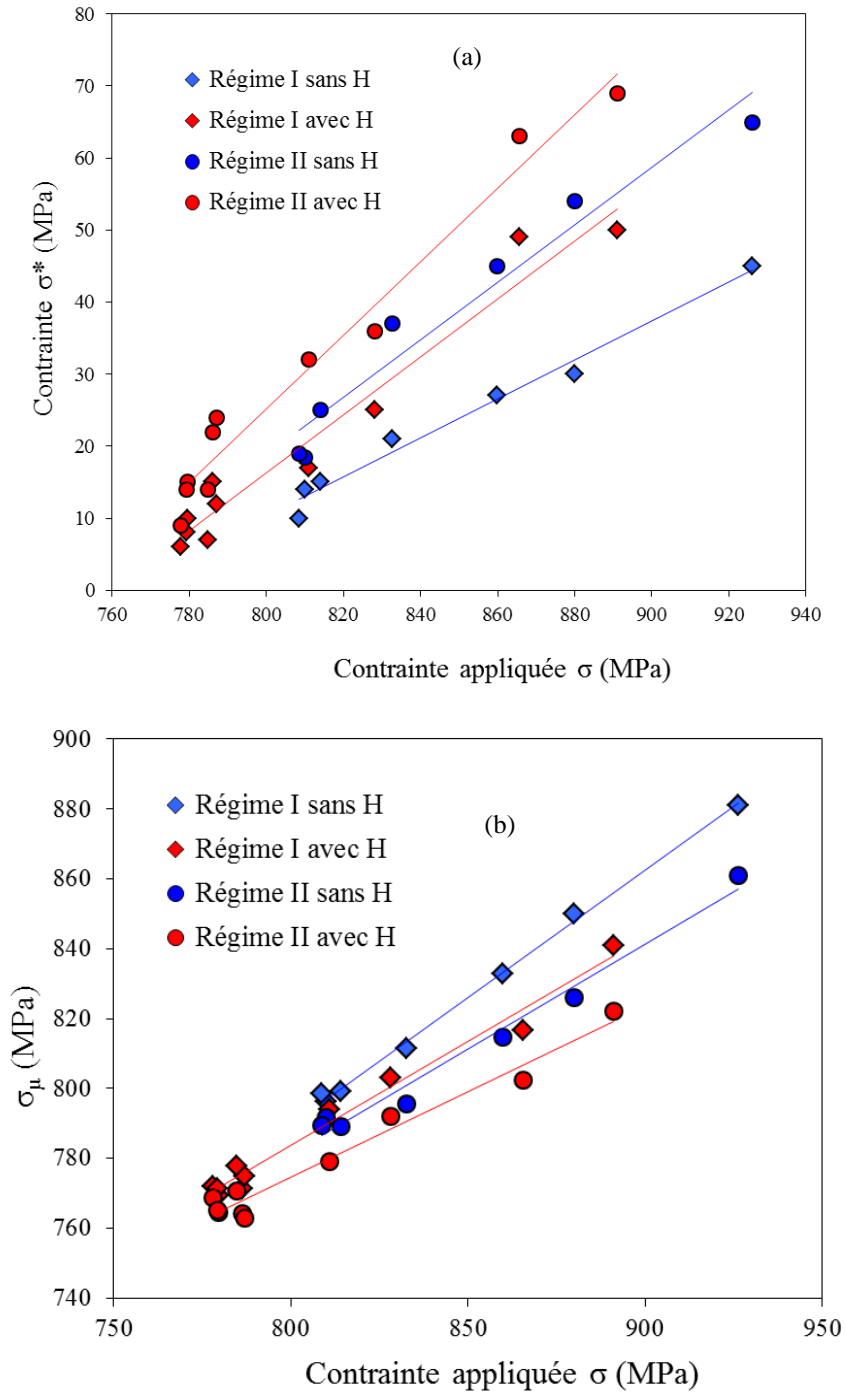 80
70
60
50
40
30
20
10
0
Contrainte σ* (MPa)
(a)
Régime I sans H
Régime I avec H
Régime II sans H
Régime II avec H
760 780 800 820 840 860 880 900 920 940
Contrainte appliquée σ (MPa)
900
880
860
840
820
800
780
760
740
σμ (MPa)
(b)
Régime I sans H
Régime I avec H
Régime II sans H
Régime II avec H
750 800 850 900 950
Contrainte appliquée σ (MPa)